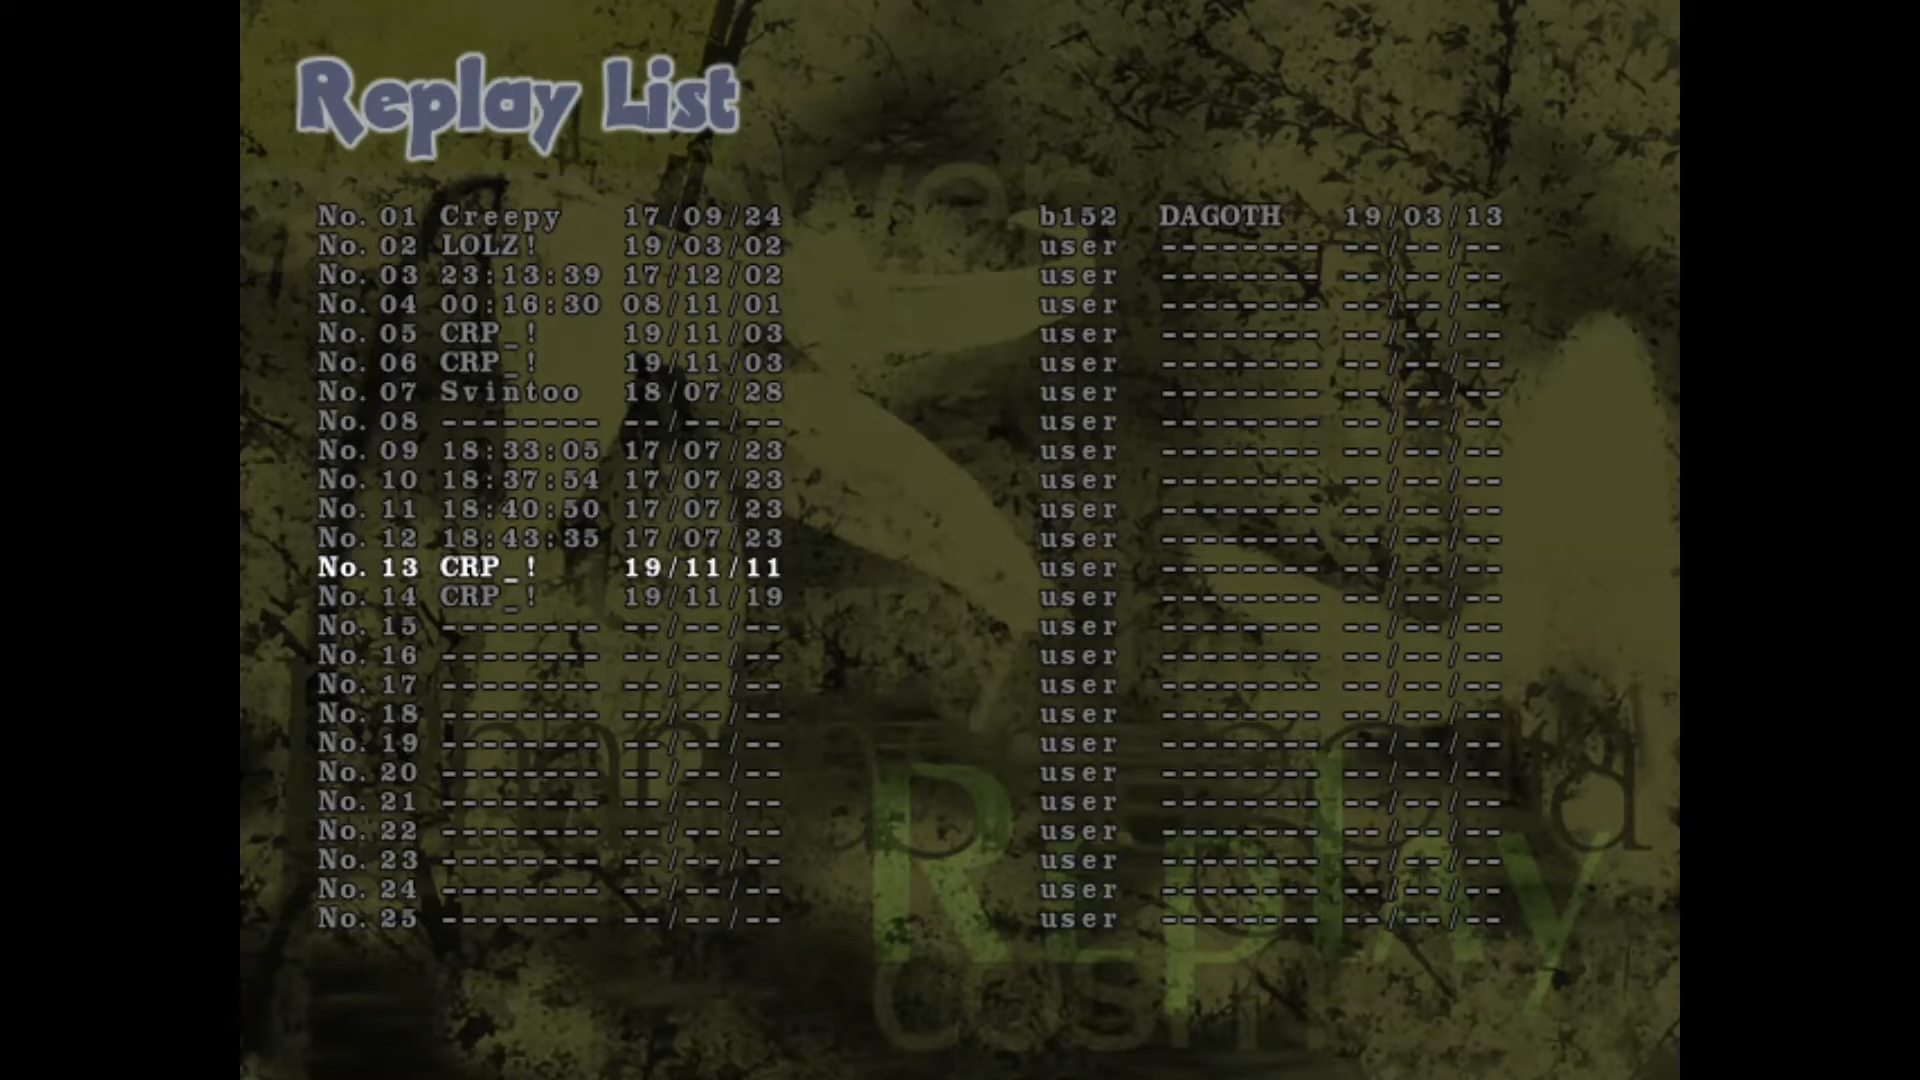 Replay List
No. 01 Creepy 17/09/24 b152 DAGOTH 19/03/13
No. 02 LOLZ! 19/03/02 user -------- --/--/--
No. 03 23:13:39 17/12/02 user -------- --/--/--
No. 04 00:16:30 08/11/01 user -------- --/--/--
No. 05 CRP_! 19/11/03 user -------- --/--/--
No. 06 CRP_! 19/11/03 user -------- --/--/--
No. 07 Svintoo 18/07/28 user -------- --/--/--
No. 08 -------- --/--/-- user -------- --/--/--
No. 09 18:33:05 17/07/23 user -------- --/--/--
No. 10 18:37:54 17/07/23 user -------- --/--/--
No. 11 18:40:50 17/07/23 user -------- --/--/--
No. 12 18:43:35 17/07/23 user -------- --/--/--
No. 13 CRP_! 19/11/11 user -------- --/--/--
No. 14 CRP_! 19/11/19 user -------- --/--/--
No. 15 -------- --/--/-- user -------- --/--/--
No. 16 -------- --/--/-- user -------- --/--/--
No. 17 -------- --/--/-- user -------- --/--/--
No. 18 -------- --/--/-- user -------- --/--/--
No. 19 -------- --/--/-- user -------- --/--/--
No. 20 -------- --/--/-- user -------- --/--/--
No. 21 -------- --/--/-- user -------- --/--/--
No. 22 -------- --/--/-- user -------- --/--/--
No. 23 -------- --/--/-- user -------- --/--/--
No. 24 -------- --/--/-- user -------- --/--/--
No. 25 -------- --/--/-- user -------- --/--/--
Replay